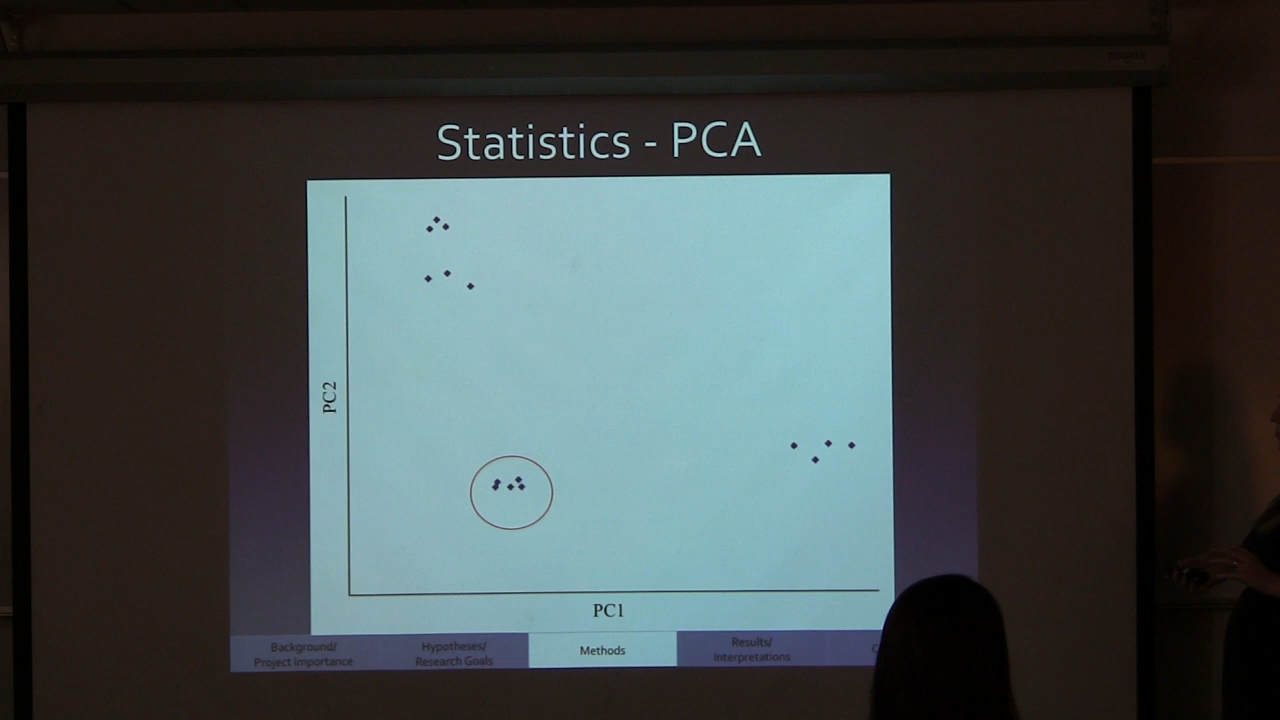 Statistics - PCA
PC2
PC1
Background/
Project Importance
Hypotheses/
Research Goals
Methods
Results/
Interpretations